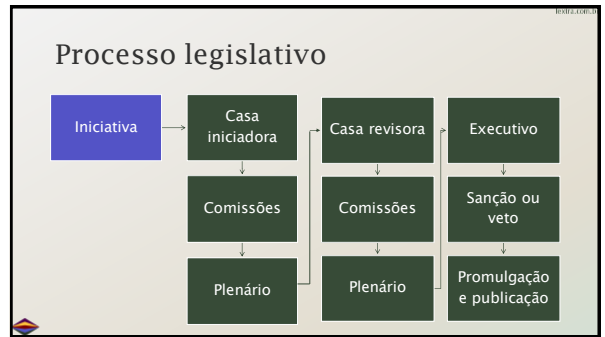 Processo legislativo
Iniciativa
Casa
iniciadora
Comissões
Plenário
Casa revisora
Comissões
Plenário
Executivo
Sanção ou
veto
Promulgação
e publicação